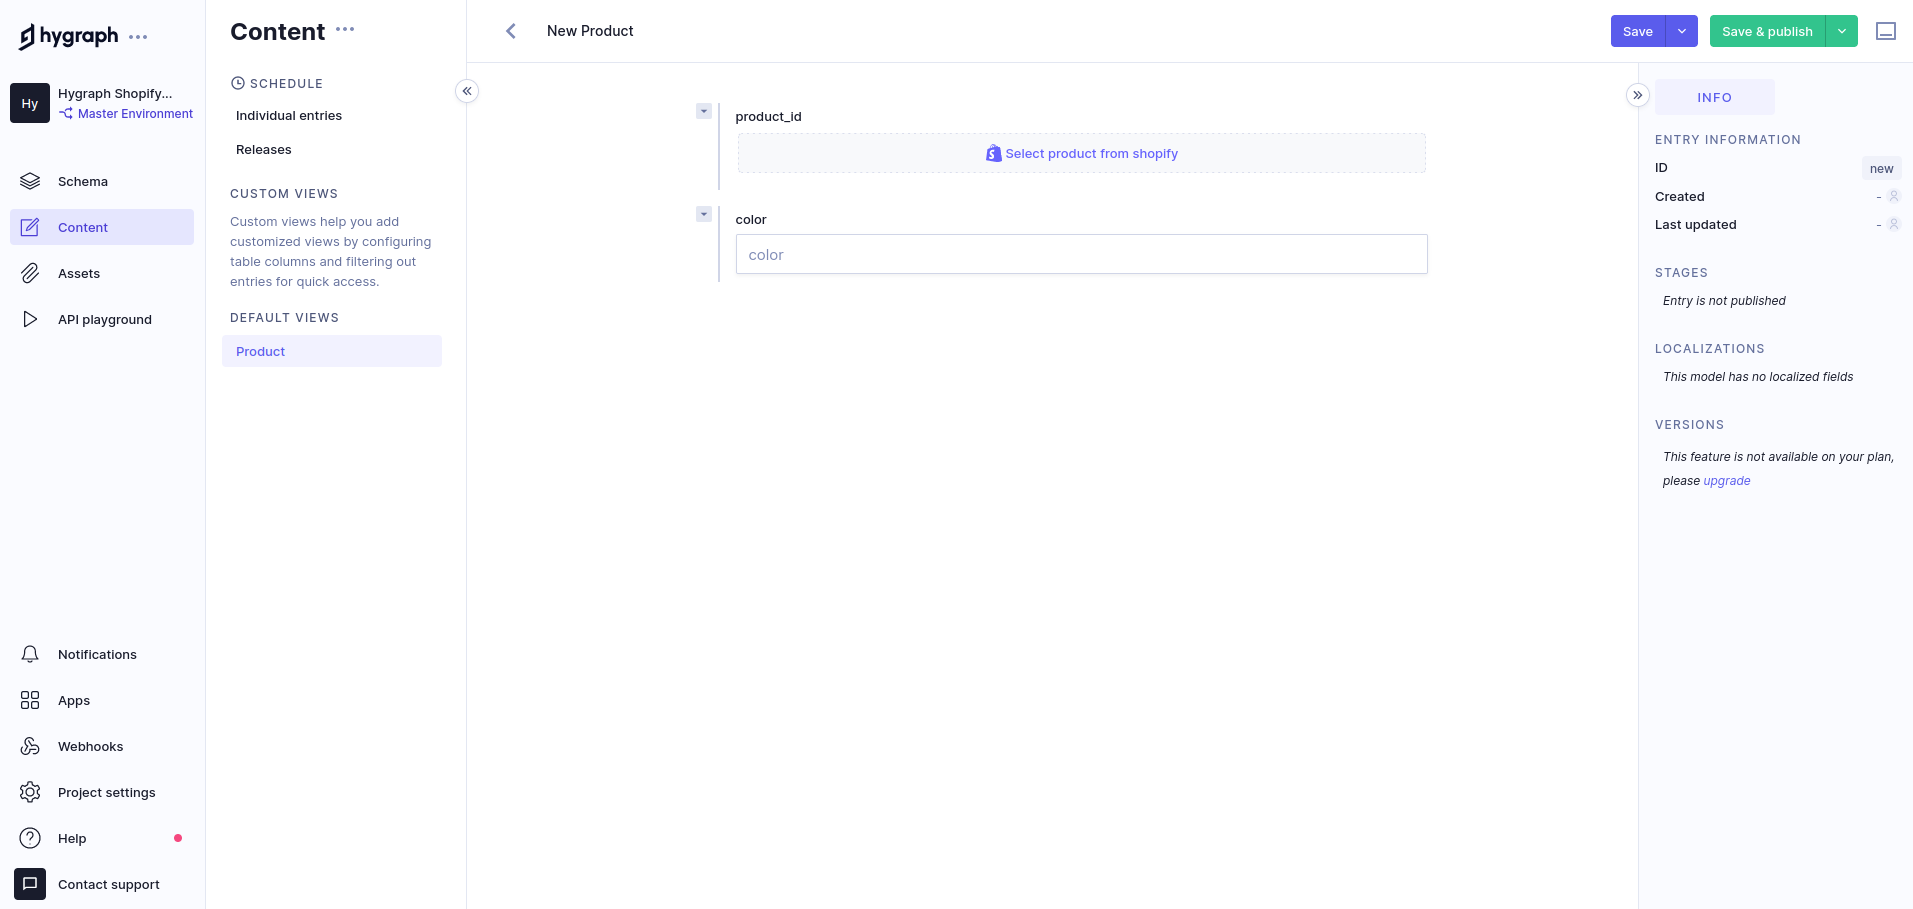 hygraph
Hy
Hygraph Shopify...
Master Environment
Schema
Content
Assets
API playground
Notifications
Apps
Webhooks
Project settings
Help
Contact support
Content
SCHEDULE
Individual entries
Releases
CUSTOM VIEWS
Custom views help you add
customized views by configuring
table columns and filtering out
entries for quick access.
DEFAULT VIEWS
Product
New Product
Save
Save & publish
product_id
Select product from shopify
color
color
INFO
ENTRY INFORMATION
ID new
Created -
Last updated -
STAGES
Entry is not published
LOCALIZATIONS
This model has no localized fields
VERSIONS
This feature is not available on your plan,
please upgrade